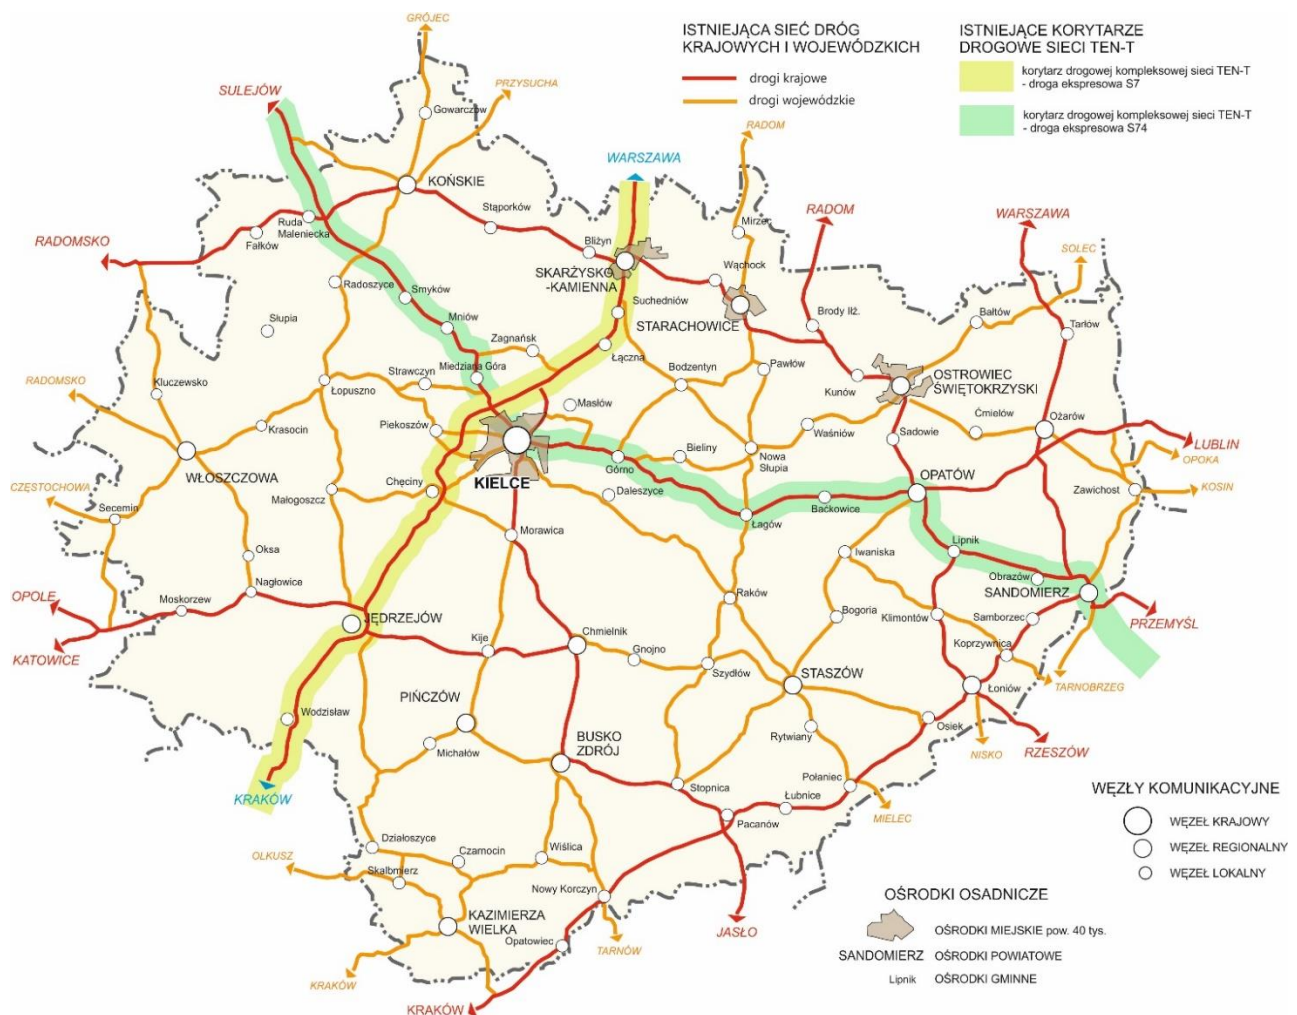 GRÓJEC
ISTNIEJĄCA SIEĆ DRÓG
KRAJOWYCH I WOJEWÓDZKICH
drogi krajowe
drogi wojewódzkie
ISTNIEJĄCE KORYTARZE
DROGOWE SIECI TEN-T
korytarz drogowej kompleksowej sieci TEN-T
- droga ekspresowa S7
korytarz drogowej kompleksowej sieci TEN-T
- droga ekspresowa S74
SULEJÓW
PRZYSUCHA
Gowarczów
RADOM
WARSZAWA
KOŃSKIE
Stąporków
RADOM
WARSZAWA
Ruda
Maleniecka
Fałków
RADOMSKO
Mirzec
SOLEC
Bliżyn
Wąchock
SKARŻYSKO
-KAMIENNA
Radoszyce
Smyków
Suchedniów
STARACHOWICE
Słupia
Mniów
Zagnańsk
Łączna
Brody Iłż.
Bałtów
Tarłów
Miedziana Góra
Strawczyn
Bodzentyn
Pawłów
Kunów
OSTROWIEC
ŚWIĘTOKRZYSKI
RADOMSKO
Kluczewsko
Łopuszno
Masłów
Krasocin
Piekoszów
Waśniów
Ćmielów
Ożarów
Sadowie
LUBLIN
OPOKA
WŁOSZCZOWA
Bieliny
Nowa
Słupia
Górno
KIELCE
Chęciny
Daleszyce
OPATÓW
CZĘSTOCHOWA
Małogoszcz
Zawichost
KOSIN
Secemin
Baćkowice
Łagów
Morawica
Oksa
Iwaniska
Lipnik
Nagłowice
Obrazów
SANDOMIERZ
OPOLE
Moskorzew
Raków
Bogoria
Klimontów
Samborzec
PRZEMYŚL
JĘDRZEJÓW
Kije
Chmielnik
Gnojno
Koprzywnica
KATOWICE
Szydłów
STASZÓW
Łoniów
TARNOBRZEG
PIŃCZÓW
Wodzisław
Michałów
BUSKO
ZDRÓJ
Rytwiany
Osiek
NISKO
RZESZÓW
KRAKÓW
Stopnica
Połaniec
Łubnice
MIELEC
Pacanów
WĘZŁY KOMUNIKACYJNE
WĘZEŁ KRAJOWY
WĘZEŁ REGIONALNY
WĘZEŁ LOKALNY
Działoszyce
Czarnocin
Wiślica
OLKUSZ
Skalbmierz
Nowy Korczyn
KAZIMIERZA
WIELKA
Opatowiec
TARNÓW
JASŁO
KRAKÓW
KRAKÓW
OŚRODKI OSADNICZE
OŚRODKI MIEJSKIE pow. 40 tys.
SANDOMIERZ OŚRODKI POWIATOWE
Lipnik OŚRODKI GMINNE